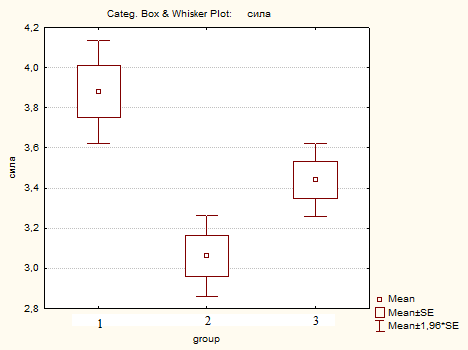 Categ. Box & Whisker Plot: сила
4,2
4,0
3,8
3,6
3,4
3,2
3,0
2,8
сила
1 2 3
group
Mean
Mean±SE
Mean±1,96*SE